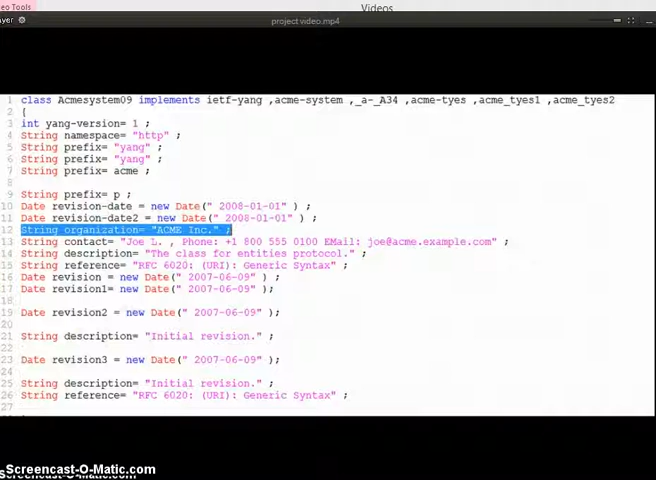 eo Tools
Videos
ayer
project video.mp4
1 class Acmesystem09 implements ietf-yang ,acme-system ,_a-_A34 ,acme-tyes ,acme_tyes1 ,acme_tyes2
2 {
3 int yang-version= 1 ;
4 String namespace= "http" ;
5 String prefix= "yang" ;
6 String prefix= "yang" ;
7 String prefix= acme ;
8
9 String prefix= p ;
10 Date revision-date = new Date(" 2008-01-01" ) ;
11 Date revision-date2 = new Date(" 2008-01-01" ) ;
12 String organization= "ACME Inc." ;
13 String contact= "Joe L. , Phone: +1 800 555 0100 EMail: joe@acme.example.com" ;
14 String description= "The class for entities protocol." ;
15 String reference= "RFC 6020: (URI): Generic Syntax" ;
16 Date revision = new Date(" 2007-06-09" ) ;
17 Date revision1= new Date(" 2007-06-09" );
18
19 Date revision2 = new Date(" 2007-06-09" );
20
21 String description= "Initial revision." ;
22
23 Date revision3 = new Date(" 2007-06-09" );
24
25 String description= "Initial revision." ;
26 String reference= "RFC 6020: (URI): Generic Syntax" ;
27
Screencast-O-Matic.com